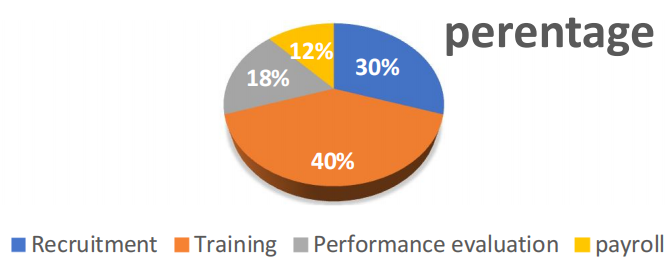 perentage
12%
30%
18%
40%
Recruitment Training Performance evaluation payroll